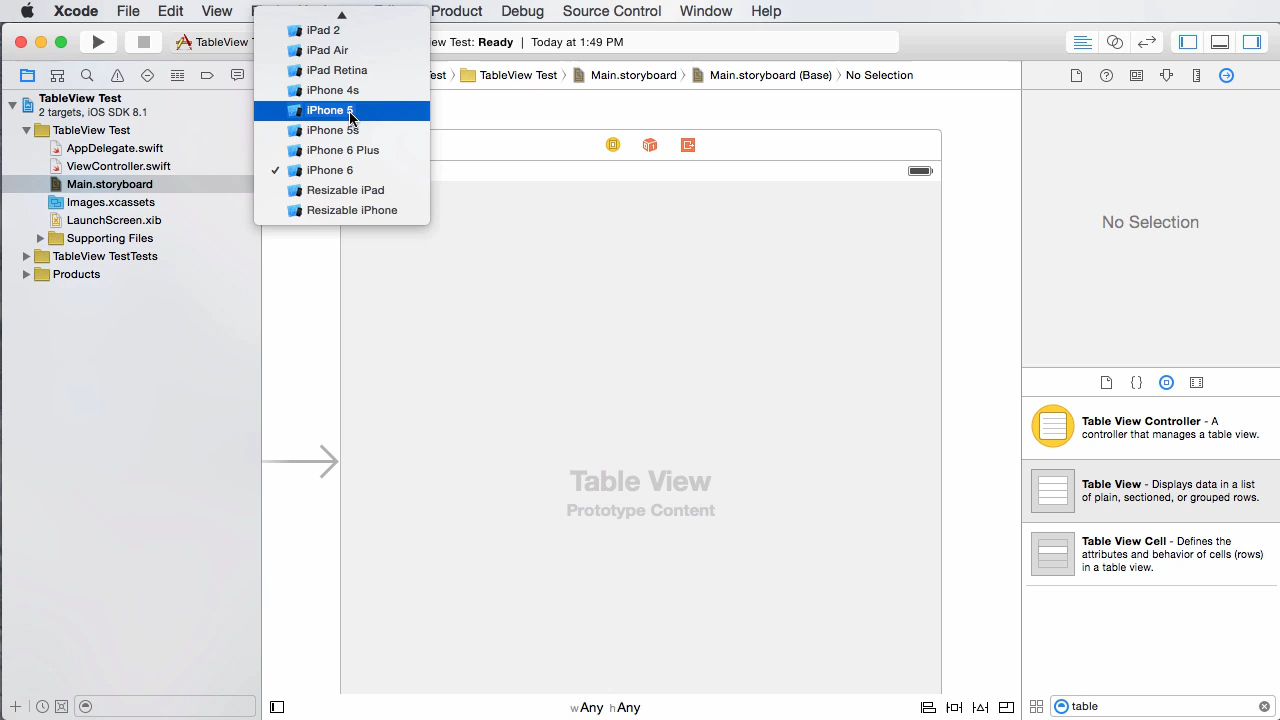 Xcode File Edit View Product Debug Source Control Window Help
TableView T
ew Test: Ready | Today at 1:49 PM
iPad 2
iPad Air
iPad Retina
iPhone 4s
iPhone 5
iPhone 5s
iPhone 6 Plus
iPhone 6
Resizable iPad
Resizable iPhone
est TableView Test Main.storyboard Main.storyboard (Base) No Selection
TableView Test
2 targets, iOS SDK 8.1
TableView Test
AppDelegate.swift
ViewController.swift
Main.storyboard
Images.xcassets
LaunchScreen.xib
Supporting Files
TableView TestTests
Products
Table View
Prototype Content
wAny hAny
No Selection
{ }
Table View Controller - A
controller that manages a table view.
Table View - Displays data in a list
of plain, sectioned, or grouped rows.
Table View Cell - Defines the
attributes and behavior of cells (rows)
in a table view.
table